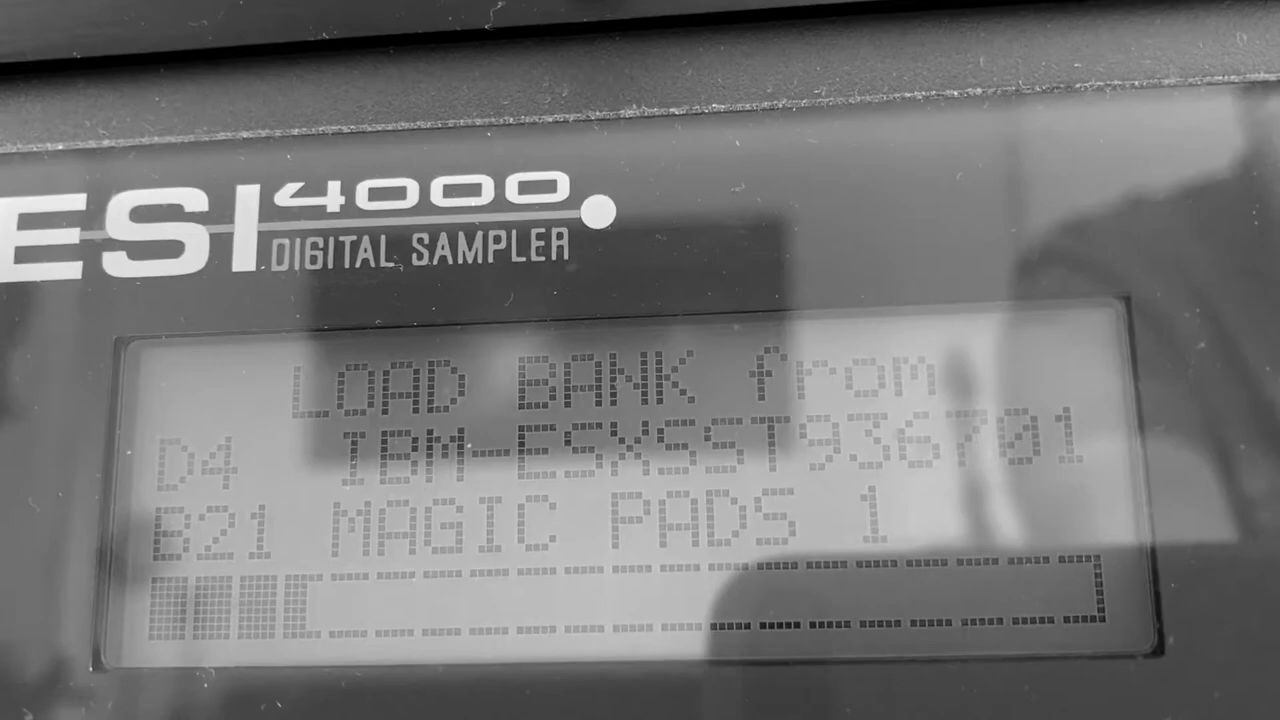 ESI 4000
DIGITAL SAMPLER
LOAD BANK from
D4 IBM-ESXSST936701
B21 MAGIC PADS 1